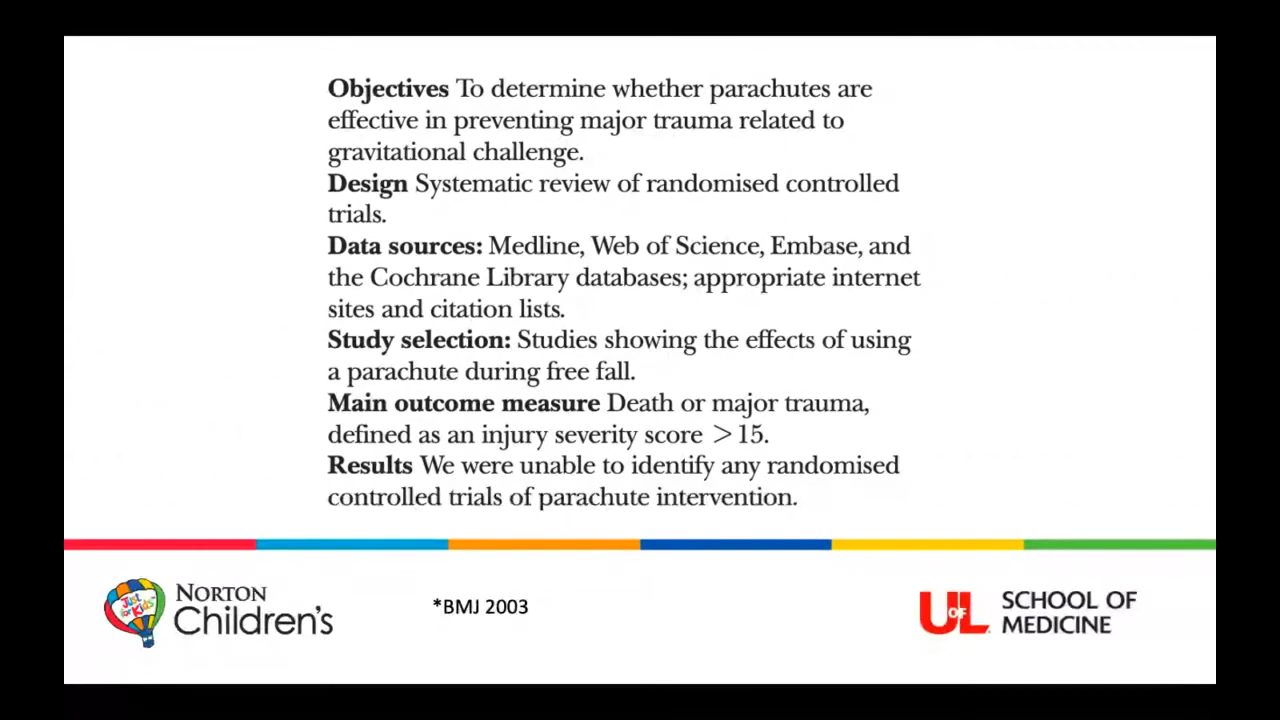 Objectives To determine whether parachutes are
effective in preventing major trauma related to
gravitational challenge.
Design Systematic review of randomised controlled
trials.
Data sources: Medline, Web of Science, Embase, and
the Cochrane Library databases; appropriate internet
sites and citation lists.
Study selection: Studies showing the effects of using
a parachute during free fall.
Main outcome measure Death or major trauma,
defined as an injury severity score >15.
Results We were unable to identify any randomised
controlled trials of parachute intervention.
Just for Kids
NORTON
Children's
*BMJ 2003
UofL
SCHOOL OF
MEDICINE